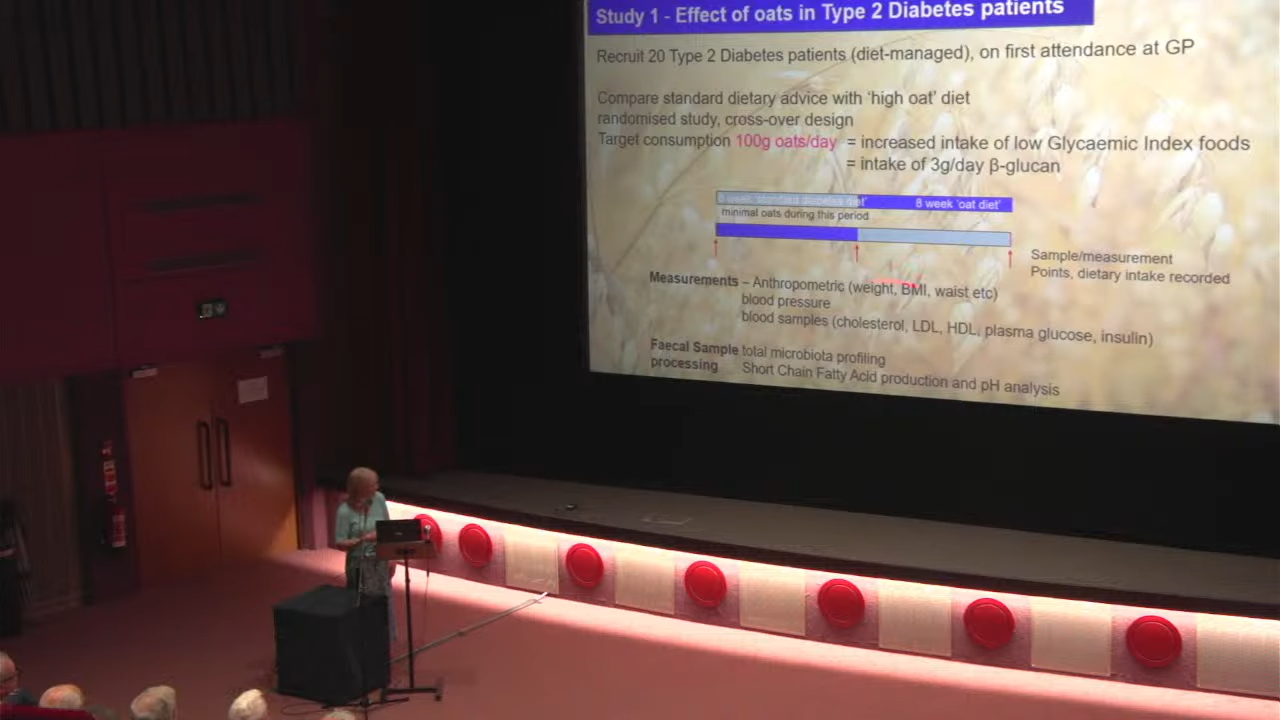 Study 1 - Effect of oats in Type 2 Diabetes patients
Recruit 20 Type 2 Diabetes patients (diet-managed), on first attendance at GP
Compare standard dietary advice with 'high oat' diet
randomised study, cross-over design
Target consumption 100g oats/day = increased intake of low Glycaemic Index foods
= intake of 3g/day β-glucan
8 week 'standard diabetes diet' 8 week 'oat diet'
minimal oats during this period
Sample/measurement
Points, dietary intake recorded
Measurements – Anthropometric (weight, BMI, waist etc)
blood pressure
blood samples (cholesterol, LDL, HDL, plasma glucose, insulin)
Faecal Sample total microbiota profiling
processing Short Chain Fatty Acid production and pH analysis